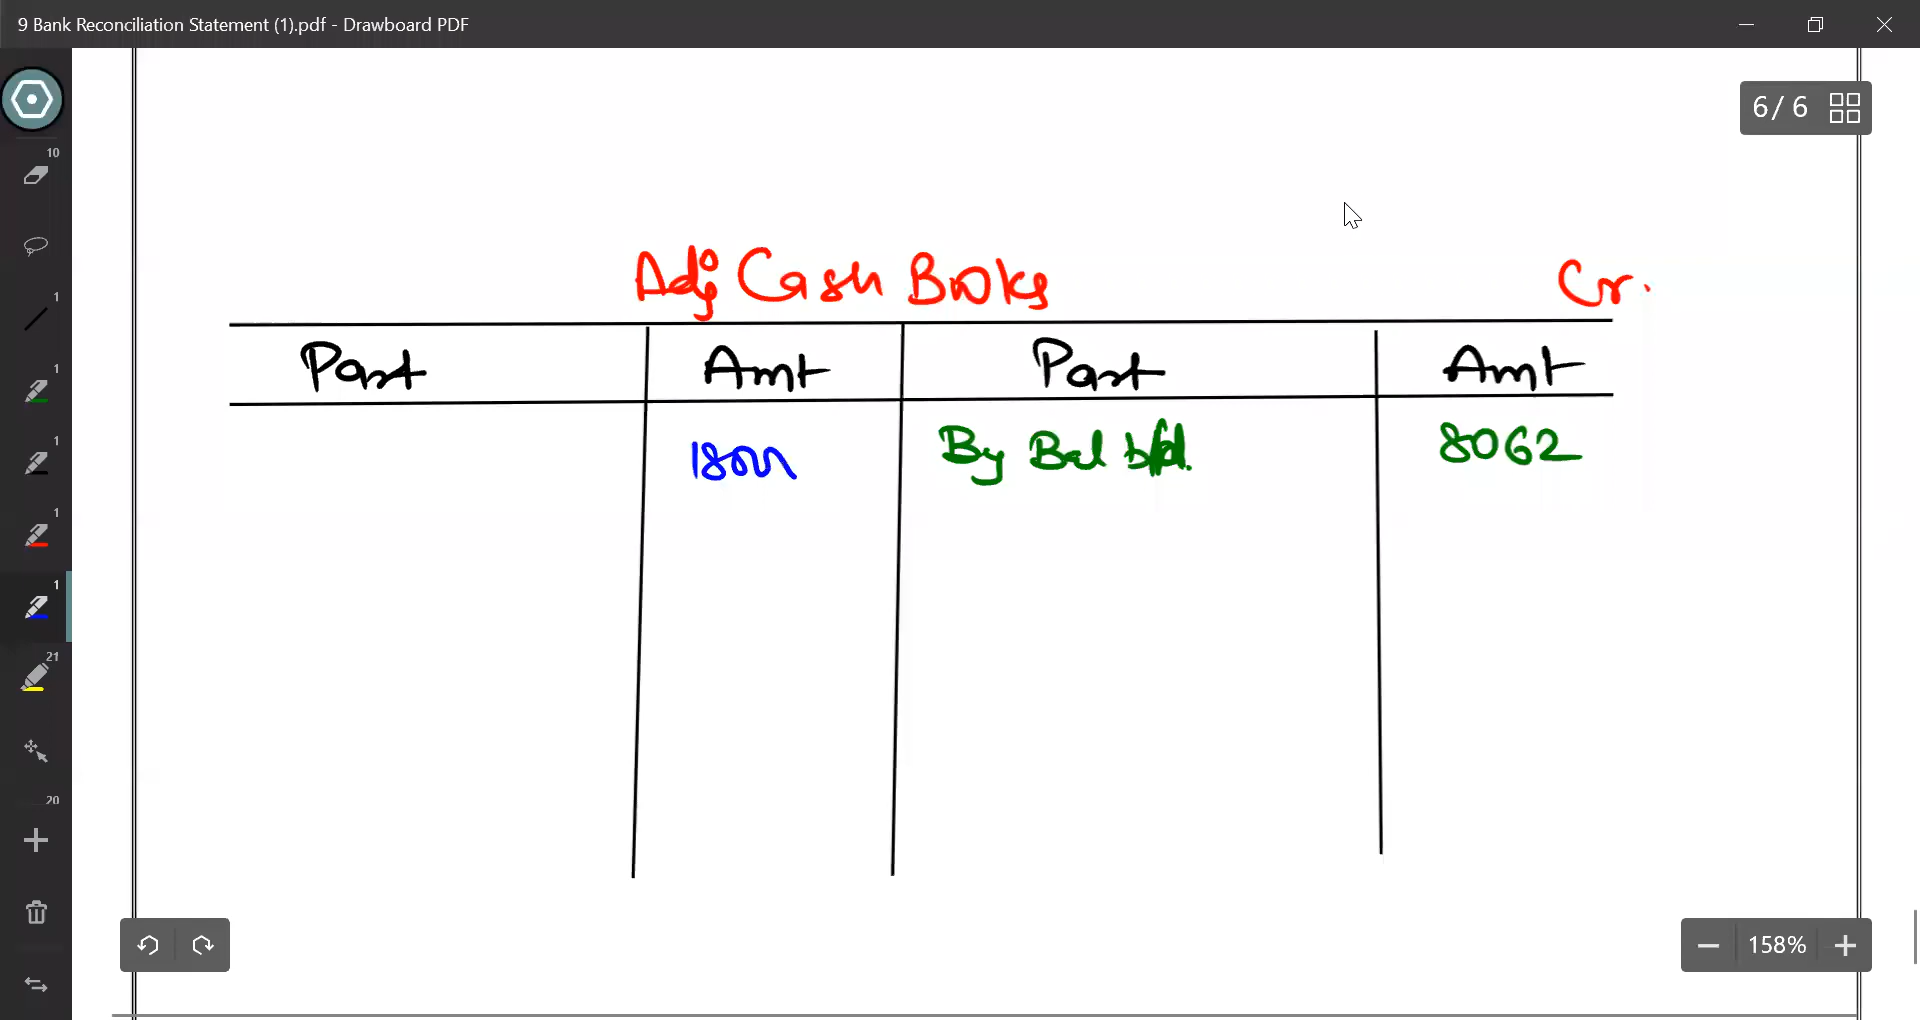 9 Bank Reconciliation Statement (1).pdf - Drawboard PDF
6 / 6
10
1
1
1
1
1
21
20
Adj Cash Books Cr.
Part Amt Part Amt
By Bal b/d. 8062
158%